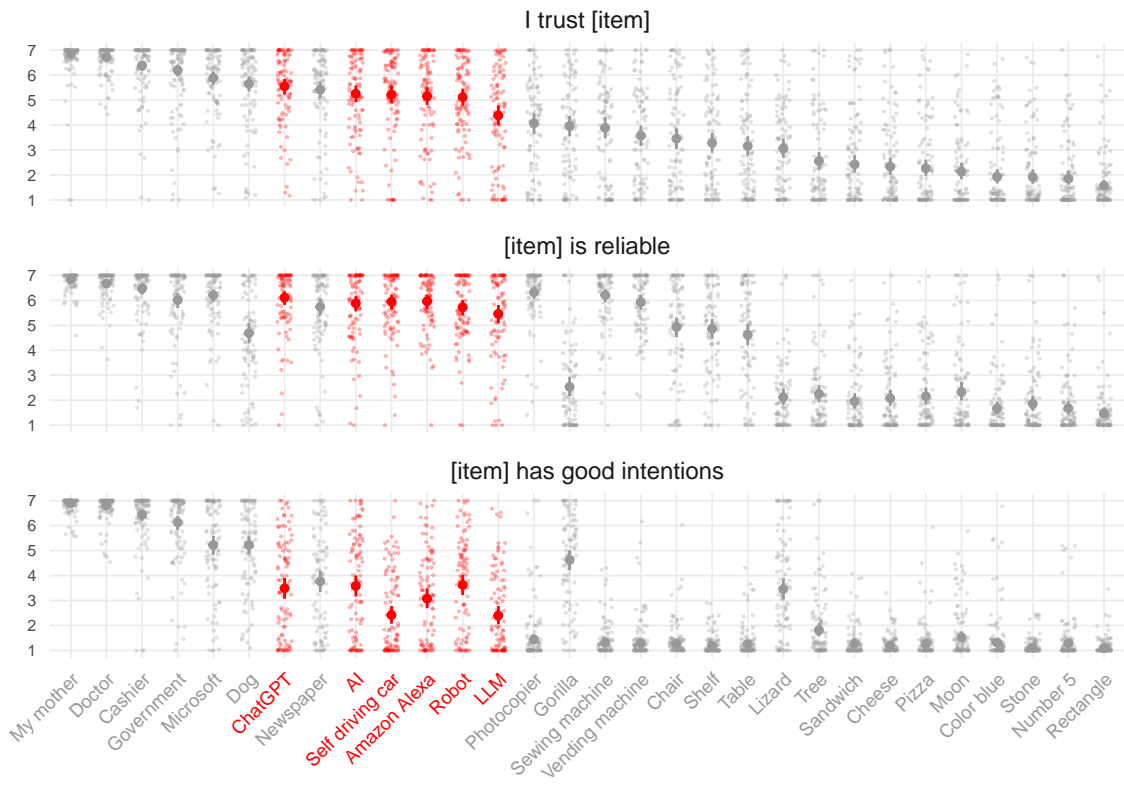 I trust [item]
7
6
5
4
3
2
1
[item] is reliable
7
6
5
4
3
2
1
[item] has good intentions
7
6
5
4
3
2
1
My mother
Doctor
Cashier
Government
Microsoft
Dog
ChatGPT
Newspaper
AI
Self driving car
Amazon Alexa
Robot
LLM
Photocopier
Gorilla
Sewing machine
Vending machine
Chair
Shelf
Table
Lizard
Tree
Sandwich
Cheese
Pizza
Moon
Color blue
Stone
Number 5
Rectangle